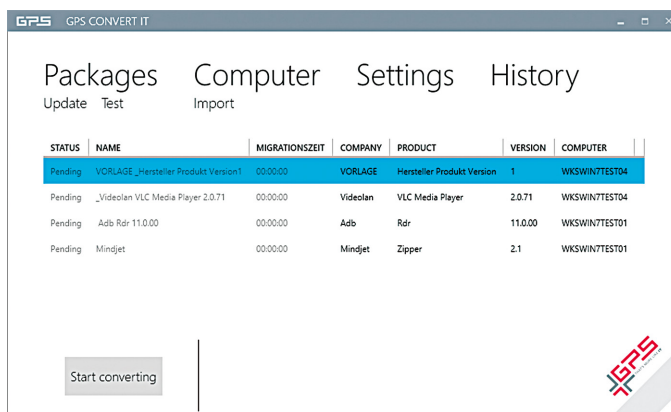 GPS GPS CONVERT IT
Packages Computer Settings History
Update Test Import
STATUS NAME MIGRATIONSZEIT COMPANY PRODUCT VERSION COMPUTER
Pending VORLAGE _Hersteller Produkt Version1 00:00:00 VORLAGE Hersteller Produkt Version 1 WKSWIN7TEST04
Pending _Videolan VLC Media Player 2.0.71 00:00:00 Videolan VLC Media Player 2.0.71 WKSWIN7TEST04
Pending Adb Rdr 11.0.00 00:00:00 Adb Rdr 11.0.00 WKSWIN7TEST01
Pending Mindjet 00:00:00 Mindjet Zipper 2.1 WKSWIN7TEST01
Start converting
GPS